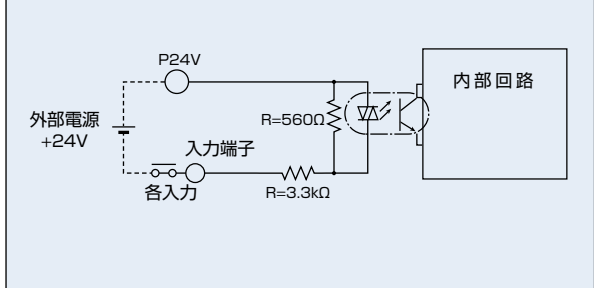 P24V
内部回路
外部電源
+24V
R=560Ω
入力端子
各入力
R=3.3kΩ